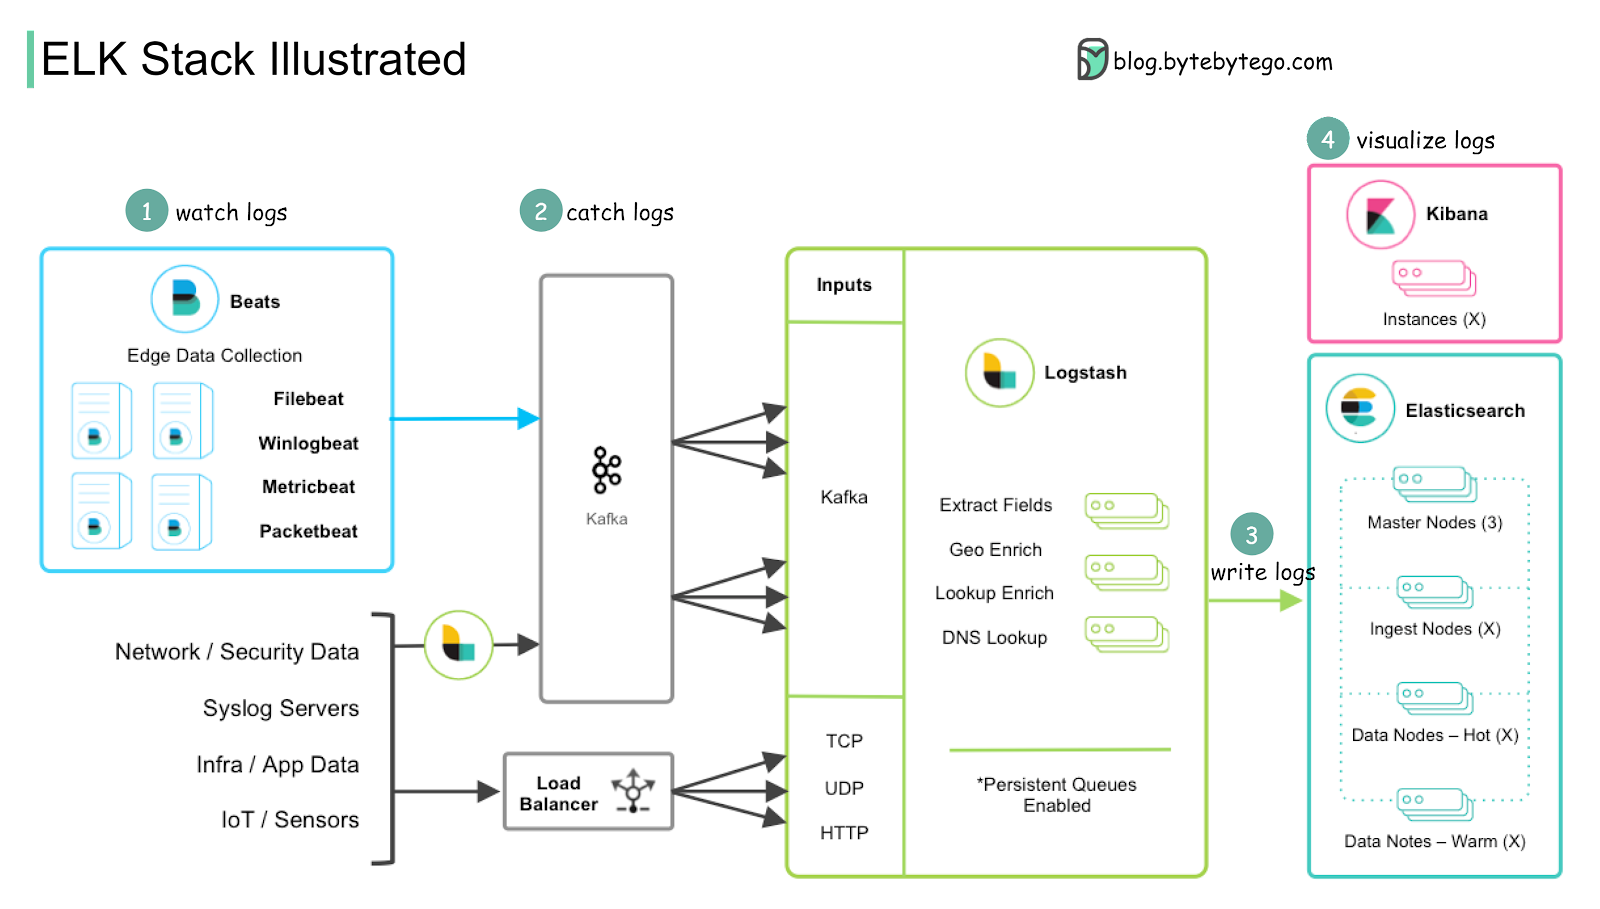 ELK Stack Illustrated
blog.bytebytego.com
1 watch logs
2 catch logs
4 visualize logs
Beats
Edge Data Collection
Filebeat
Winlogbeat
Metricbeat
Packetbeat
Network / Security Data
Syslog Servers
Infra / App Data
IoT / Sensors
Kafka
Load
Balancer
Inputs
Kafka
TCP
UDP
HTTP
Logstash
Extract Fields
Geo Enrich
Lookup Enrich
DNS Lookup
*Persistent Queues
Enabled
3
write logs
Kibana
Instances (X)
Elasticsearch
Master Nodes (3)
Ingest Nodes (X)
Data Nodes – Hot (X)
Data Notes – Warm (X)